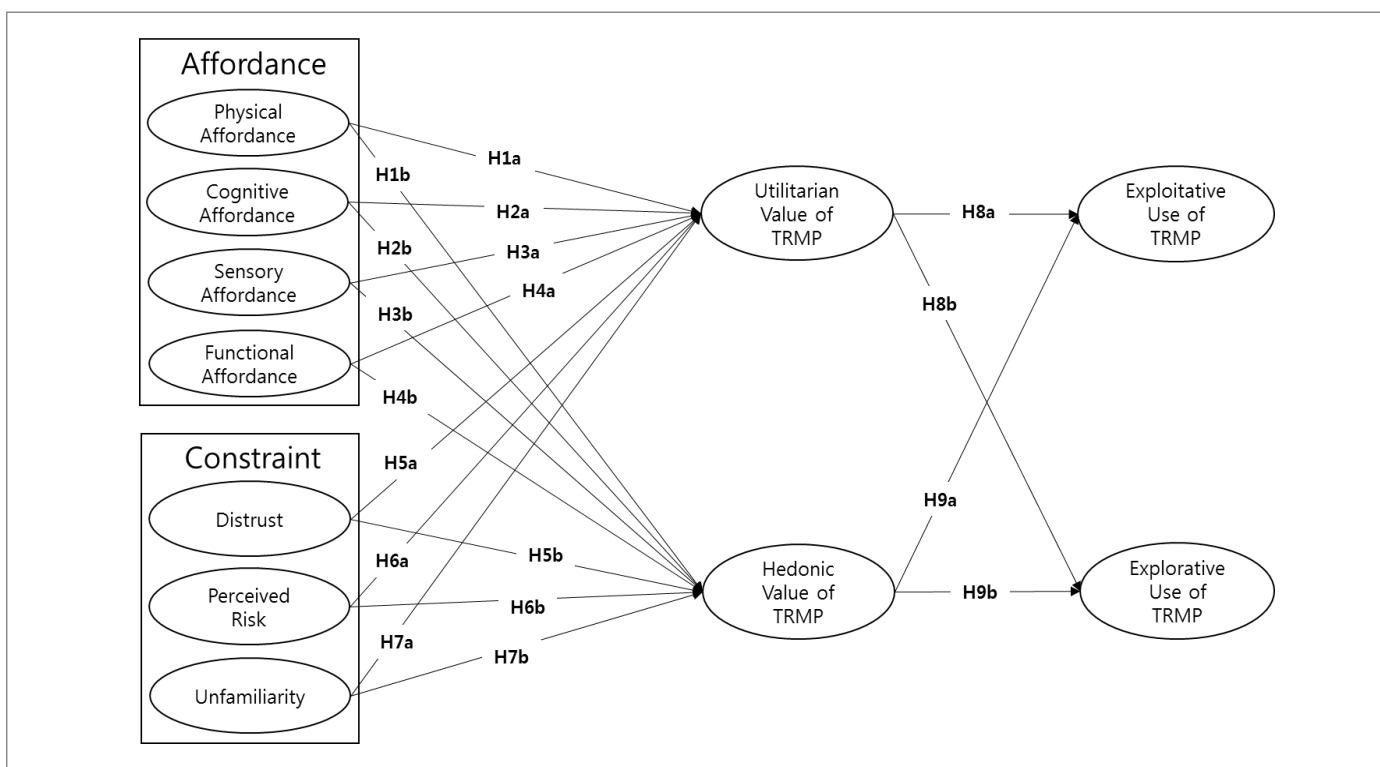 Affordance
Physical
Affordance
Cognitive
Affordance
Sensory
Affordance
Functional
Affordance
Constraint
Distrust
Perceived
Risk
Unfamiliarity
H1a
H1b
H2a
H2b
H3a
H3b
H4a
H4b
H5a
H5b
H6a
H6b
H7a
H7b
Utilitarian
Value of
TRMP
Hedonic
Value of
TRMP
H8a
H8b
H9a
H9b
Exploitative
Use of
TRMP
Explorative
Use of
TRMP